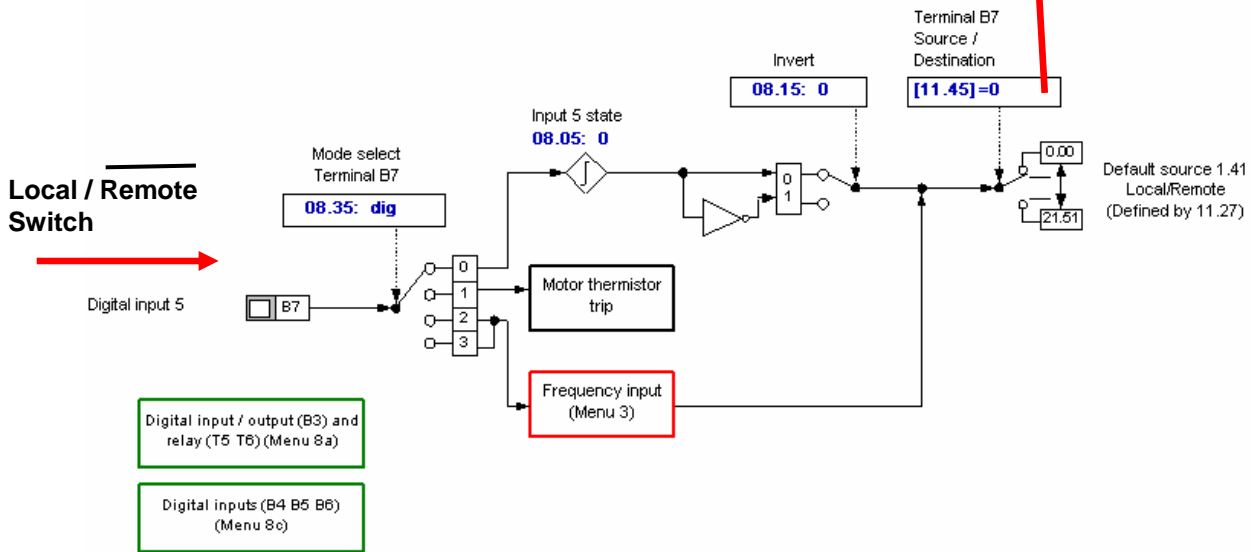 Terminal B7
Source /
Destination
[11.45]=0
Invert
08.15: 0
Input 5 state
08.05: 0
Mode select
Terminal B7
08.35: dig
Local / Remote
Switch
Digital input 5
B7
0
1
2
3
0
1
0.00
21.51
Default source 1.41
Local/Remote
(Defined by 11.27)
Motor thermistor
trip
Frequency input
(Menu 3)
Digital input / output (B3) and
relay (T5 T6) (Menu 8a)
Digital inputs (B4 B5 B6)
(Menu 8c)